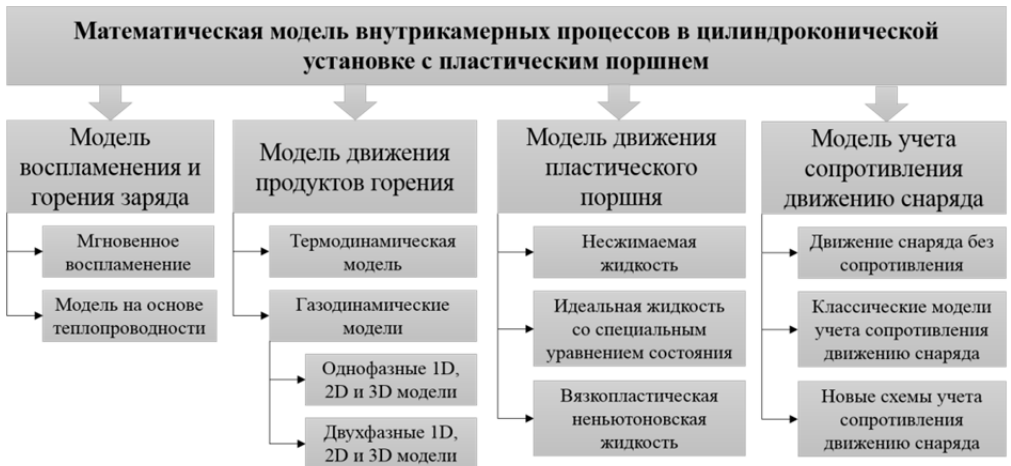 Математическая модель внутрикамерных процессов в цилиндроконической
установке с пластическим поршнем
Модель
воспламенения и
горения заряда
Мгновенное
воспламенение
Модель на основе
теплопроводности
Модель движения
продуктов горения
Термодинамическая
модель
Газодинамические
модели
Однофазные 1D,
2D и 3D модели
Двухфазные 1D,
2D и 3D модели
Модель движения
пластического
поршня
Несжимаемая
жидкость
Идеальная жидкость
со специальным
уравнением состояния
Вязкопластическая
неньютоновская
жидкость
Модель учета
сопротивления
движению снаряда
Движение снаряда без
сопротивления
Классические модели
учета сопротивления
движению снаряда
Новые схемы учета
сопротивления
движению снаряда